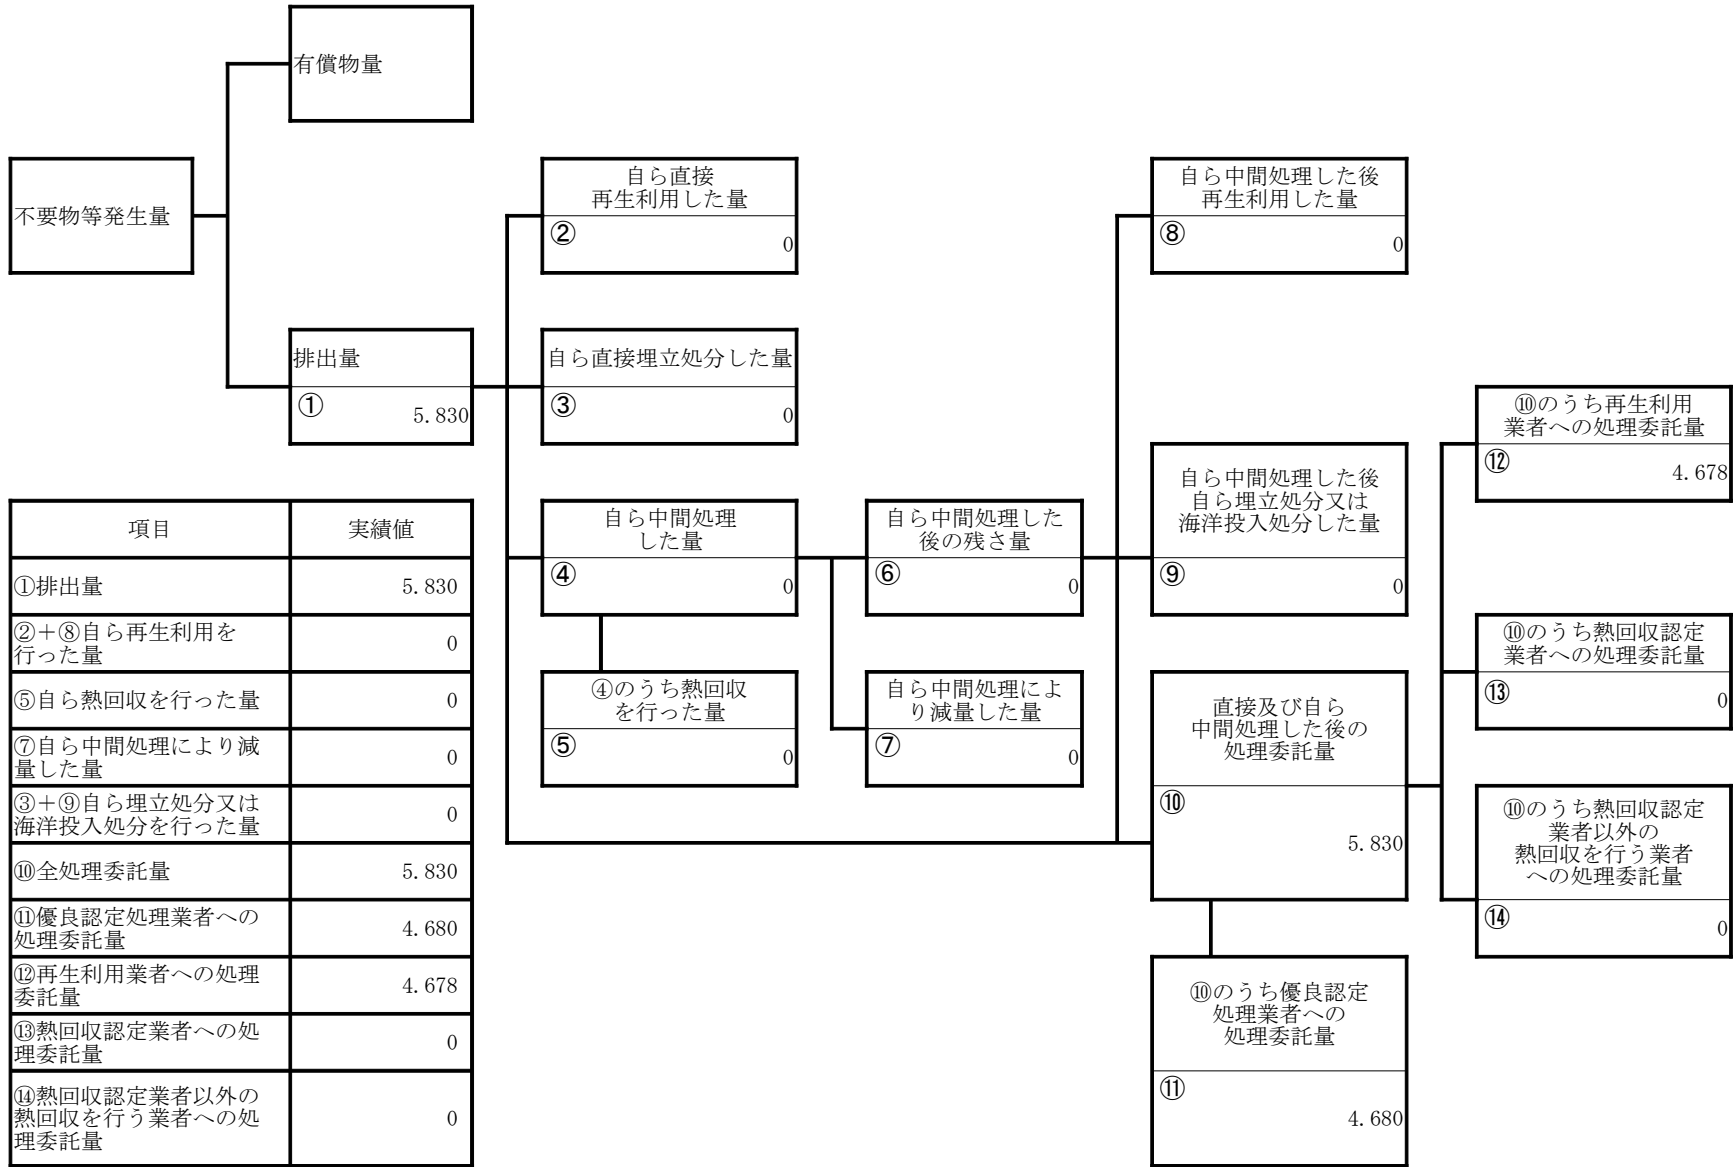 有償物量
不要物等発生量
自ら直接
再生利用した量
②
0
自ら中間処理した後
再生利用した量
⑧
0
排出量
①
5.830
自ら直接埋立処分した量
③
0
⑩のうち再生利用
業者への処理委託量
⑫
4.678
自ら中間処理
した量
④
0
自ら中間処理した
後の残さ量
⑥
0
自ら中間処理した後
自ら埋立処分又は
海洋投入処分した量
⑨
0
⑩のうち熱回収認定
業者への処理委託量
⑬
0
④のうち熱回収
を行った量
⑤
0
自ら中間処理によ
り減量した量
⑦
0
直接及び自ら
中間処理した後の
処理委託量
⑩
5.830
⑩のうち熱回収認定
業者以外の
熱回収を行う業者
への処理委託量
⑭
0
⑩のうち優良認定
処理業者への
処理委託量
⑪
4.680
項目 実績値
①排出量 5.830
②+⑧自ら再生利用を
行った量 0
⑤自ら熱回収を行った量 0
⑦自ら中間処理により減
量した量 0
③+⑨自ら埋立処分又は
海洋投入処分を行った量 0
⑩全処理委託量 5.830
⑪優良認定処理業者への
処理委託量 4.680
⑫再生利用業者への処理
委託量 4.678
⑬熱回収認定業者への処
理委託量 0
⑭熱回収認定業者以外の
熱回収を行う業者への処
理委託量 0